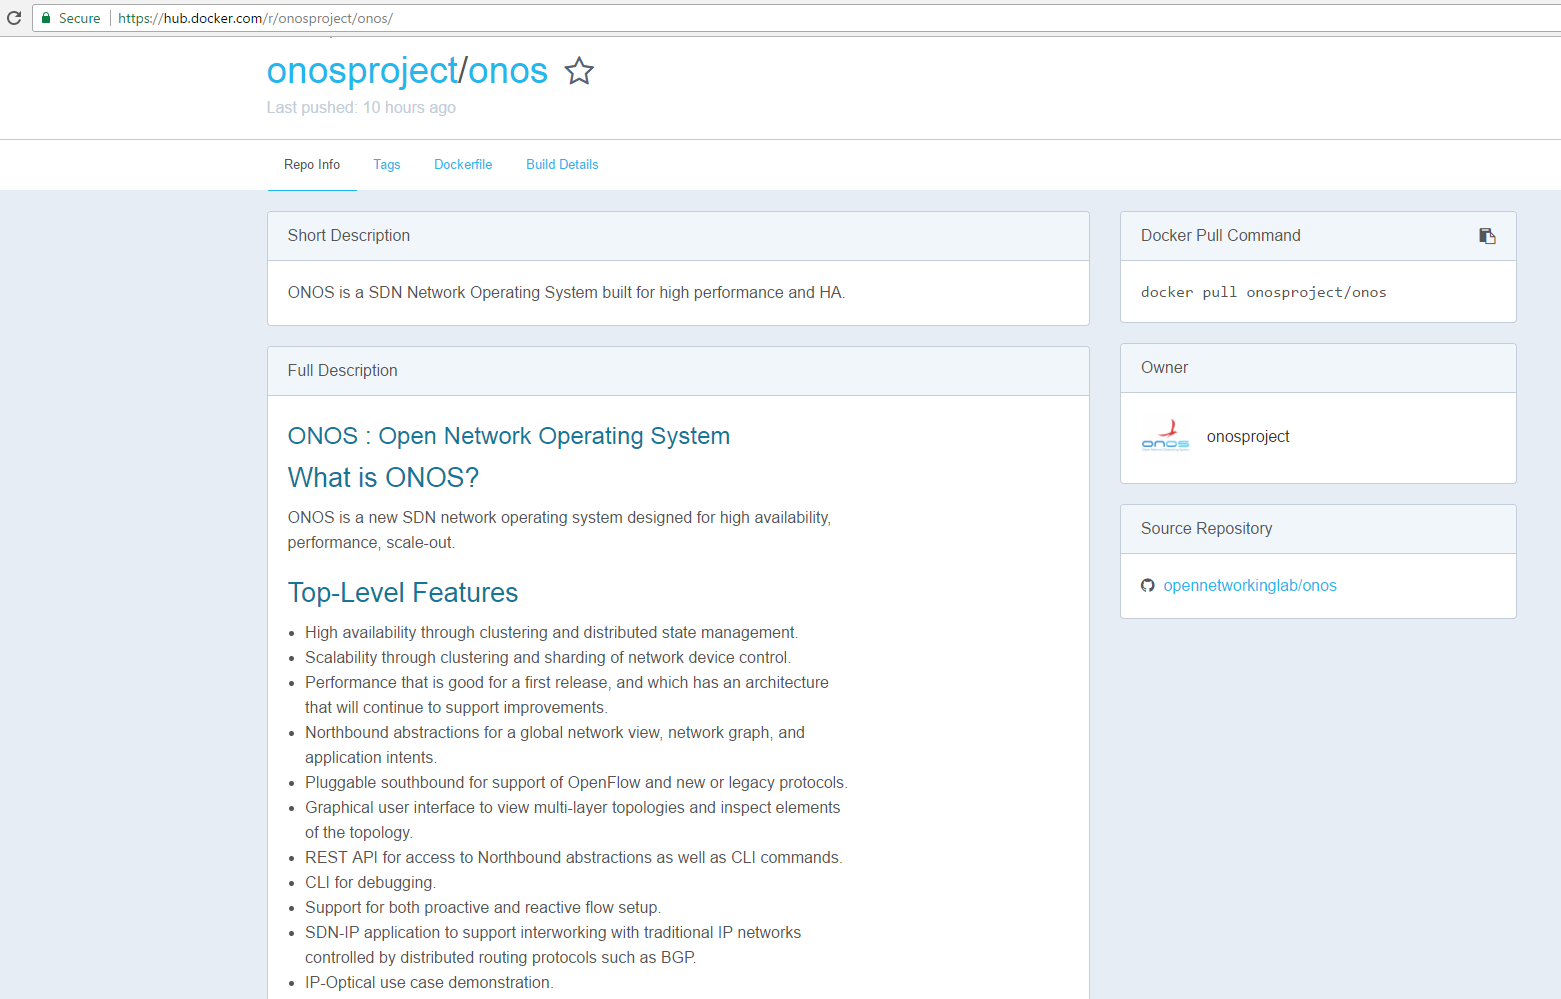 Secure https://hub.docker.com/r/onosproject/onos/
onosproject/onos
Last pushed: 10 hours ago
Repo Info Tags Dockerfile Build Details
Short Description
ONOS is a SDN Network Operating System built for high performance and HA.
Full Description
ONOS : Open Network Operating System
What is ONOS?
ONOS is a new SDN network operating system designed for high availability,
performance, scale-out.
Top-Level Features
• High availability through clustering and distributed state management.
• Scalability through clustering and sharding of network device control.
• Performance that is good for a first release, and which has an architecture
that will continue to support improvements.
• Northbound abstractions for a global network view, network graph, and
application intents.
• Pluggable southbound for support of OpenFlow and new or legacy protocols.
• Graphical user interface to view multi-layer topologies and inspect elements
of the topology.
• REST API for access to Northbound abstractions as well as CLI commands.
• CLI for debugging.
• Support for both proactive and reactive flow setup.
• SDN-IP application to support interworking with traditional IP networks
controlled by distributed routing protocols such as BGP.
• IP-Optical use case demonstration.
Docker Pull Command
docker pull onosproject/onos
Owner
onos
onosproject
Source Repository
opennetworkinglab/onos